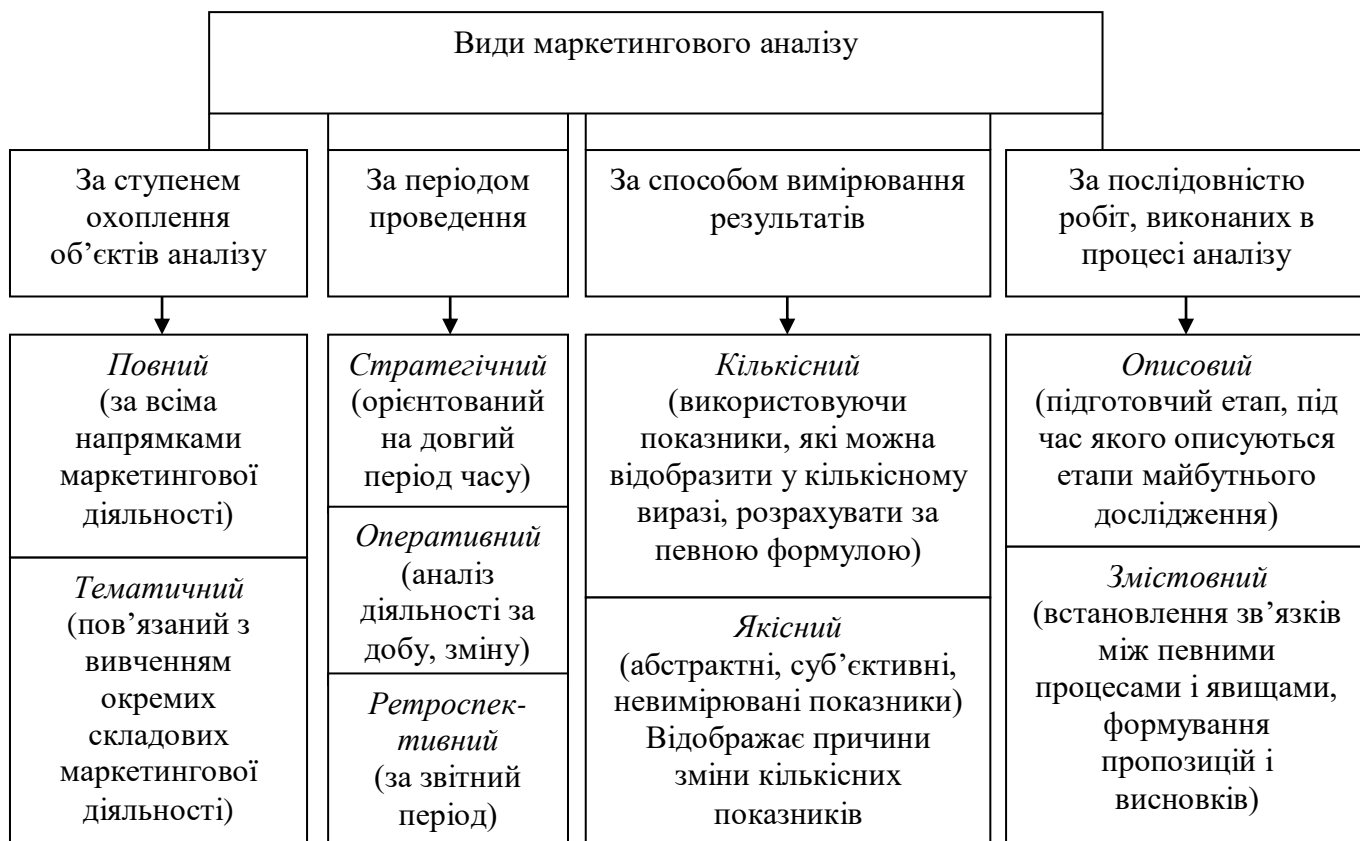 Види маркетингового аналізу
За ступенем
охоплення
об’єктів аналізу
За періодом
проведення
За способом вимірювання
результатів
За послідовністю
робіт, виконаних в
процесі аналізу
Повний
(за всіма
напрямками
маркетингової
діяльності)
Тематичний
(пов’язаний з
вивченням
окремих
складових
маркетингової
діяльності)
Стратегічний
(орієнтований
на довгий
період часу)
Оперативний
(аналіз
діяльності за
добу, зміну)
Ретроспек-
тивний
(за звітний
період)
Кількісний
(використовуючи
показники, які можна
відобразити у кількісному
виразі, розрахувати за
певною формулою)
Якісний
(абстрактні, суб’єктивні,
невимірювані показники)
Відображає причини
зміни кількісних
показників
Описовий
(підготовчий етап, під
час якого описуються
етапи майбутнього
дослідження)
Змістовний
(встановлення зв’язків
між певними
процесами і явищами,
формування
пропозицій і
висновків)